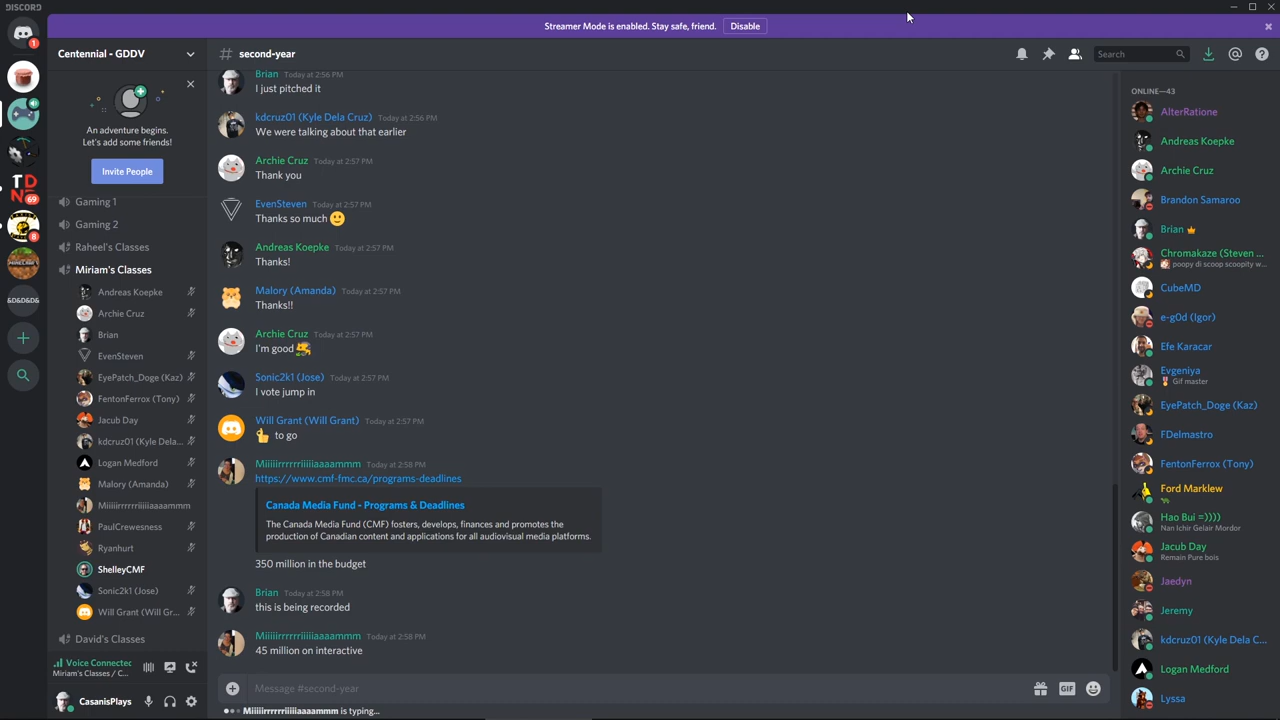 DISCORD
Streamer Mode is enabled. Stay safe, friend. Disable
1
TD
NE
69
8
MINECRAFT
&D&D&D&
Centennial - GDDV
An adventure begins.
Let's add some friends!
Invite People
Gaming 1
Gaming 2
Raheel's Classes
Miriam's Classes
Andreas Koepke
Archie Cruz
Brian
EvenSteven
EyePatch_Doge (Kaz)
FentonFerrox (Tony)
Jacub Day
kdcruz01 (Kyle Dela...
Logan Medford
Malory (Amanda)
Miiiiirrrrrriiiiiaaaammm
PaulCrewesness
Ryanhurt
ShelleyCMF
Sonic2k1 (Jose)
Will Grant (Will Gr...
David's Classes
Voice Connected
Miriam's Classes / C...
CasanisPlays
# second-year
Search
Brian Today at 2:56 PM
I just pitched it
kdcruz01 (Kyle Dela Cruz) Today at 2:56 PM
We were talking about that earlier
Archie Cruz Today at 2:57 PM
Thank you
EvenSteven Today at 2:57 PM
Thanks so much 🙂
Andreas Koepke Today at 2:57 PM
Thanks!
Malory (Amanda) Today at 2:57 PM
Thanks!!
Archie Cruz Today at 2:57 PM
I'm good
Sonic2k1 (Jose) Today at 2:57 PM
I vote jump in
Will Grant (Will Grant) Today at 2:57 PM
👍 to go
Miiiiirrrrrriiiiiaaaammm Today at 2:58 PM
https://www.cmf-fmc.ca/programs-deadlines
Canada Media Fund - Programs & Deadlines
The Canada Media Fund (CMF) fosters, develops, finances and promotes the
production of Canadian content and applications for all audiovisual media platforms.
350 million in the budget
Brian Today at 2:58 PM
this is being recorded
Miiiiirrrrrriiiiiaaaammm Today at 2:58 PM
45 million on interactive
Message #second-year
GIF
Miiiiirrrrrriiiiiaaaammm is typing...
ONLINE—43
AlterRatione
Andreas Koepke
Archie Cruz
Brandon Samaroo
Brian
Chromakaze (Steven ...
poopy di scoop scoopity w...
CubeMD
e-g0d (Igor)
Efe Karacar
Evgeniya
Gif master
EyePatch_Doge (Kaz)
FDelmastro
FentonFerrox (Tony)
Ford Marklew
Hao Bui =))))
Nan Ichir Gelair Mordor
Jacub Day
Remain Pure bois
Jaedyn
Jeremy
kdcruz01 (Kyle Dela C...
Logan Medford
Lyssa